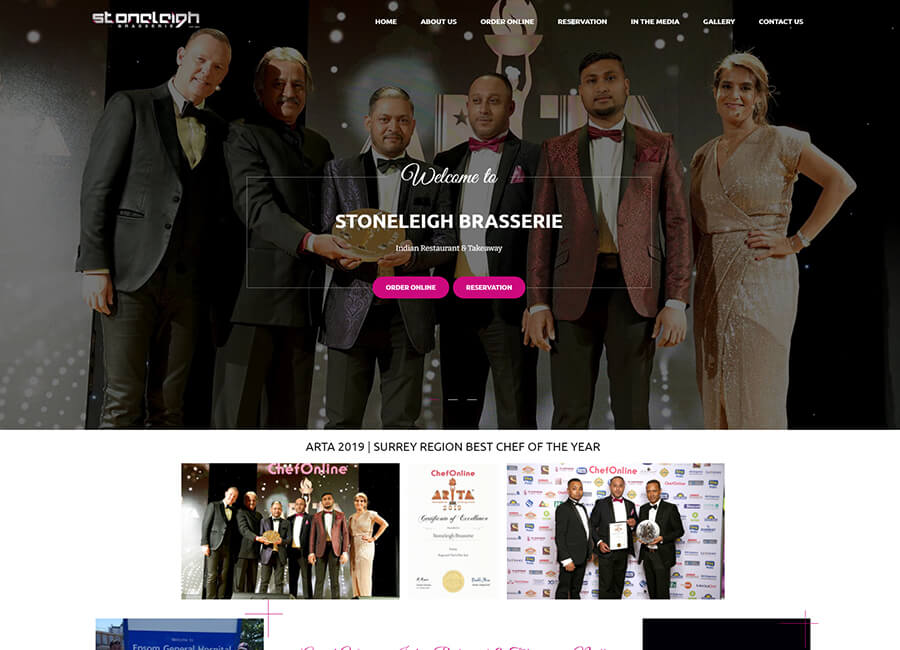 stoneleigh
BRASSERIE
HOME ABOUT US ORDER ONLINE RESERVATION IN THE MEDIA GALLERY CONTACT US
ARTA
Welcome to
STONELEIGH BRASSERIE
Indian Restaurant & Takeaway
ORDER ONLINE RESERVATION
ARTA 2019 | SURREY REGION BEST CHEF OF THE YEAR
ChefOnline
ChefOnline
ARTA
2019
Certificate of Excellence
Stoneleigh Brasserie
ChefOnline
Welcome to
Epsom General Hospital